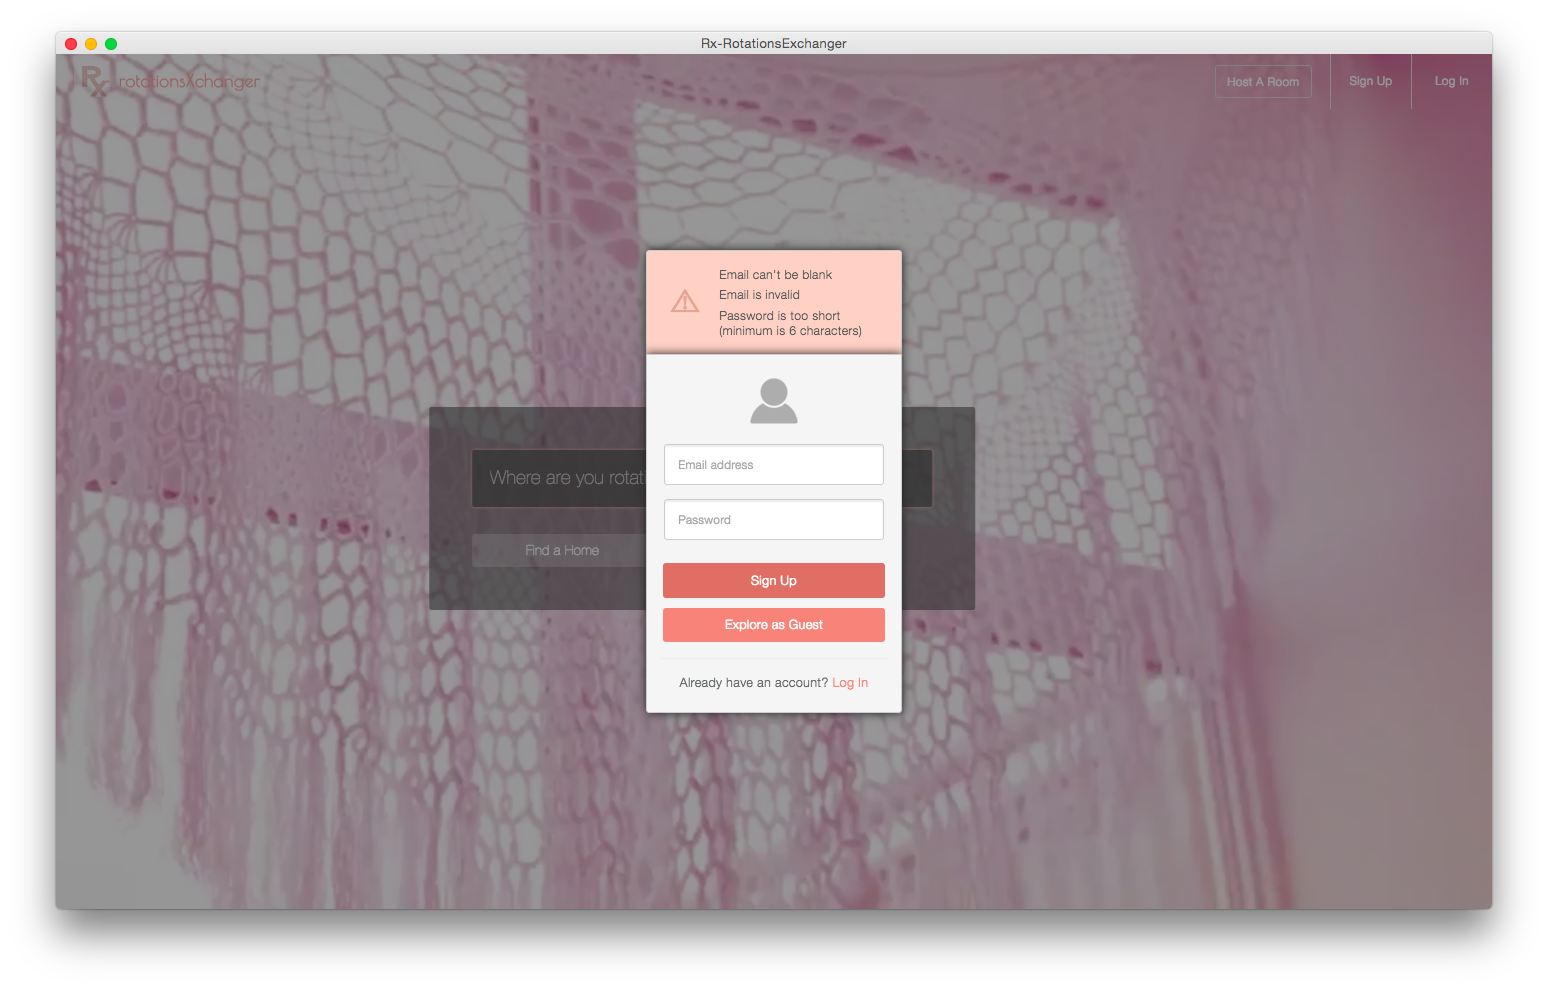 Rx-RotationsExchanger
Rx rotationsXchanger
Host A Room
Sign Up
Log In
Email can't be blank
Email is invalid
Password is too short
(minimum is 6 characters)
Where are you
Email address
Password
Find a Home
Sign Up
Explore as Guest
Already have an account? Log In